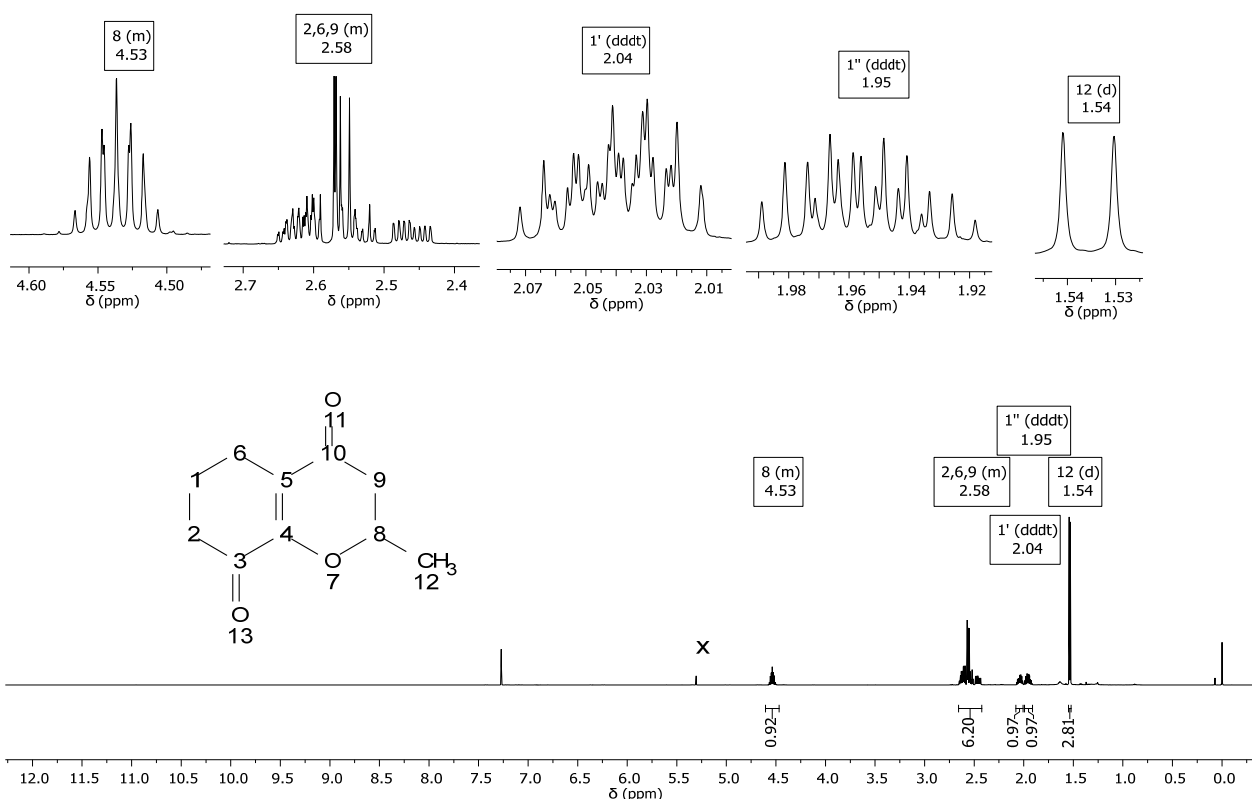 8 (m)
4.53
2,6,9 (m)
2.58
1' (dddt)
2.04
1" (dddt)
1.95
12 (d)
1.54
4.60 4.55 4.50
δ (ppm)
2.7 2.6 2.5 2.4
δ (ppm)
2.07 2.05 2.03 2.01
δ (ppm)
1.98 1.96 1.94 1.92
δ (ppm)
1.54 1.53
δ (ppm)
O
11
10
6
1
5
9
2
4
8
3
O
7
CH3
12
O
13
1" (dddt)
1.95
8 (m)
4.53
2,6,9 (m)
2.58
12 (d)
1.54
1' (dddt)
2.04
x
0.92
6.20
0.97
0.97
2.81
12.0 11.5 11.0 10.5 10.0 9.5 9.0 8.5 8.0 7.5 7.0 6.5 6.0 5.5 5.0 4.5 4.0 3.5 3.0 2.5 2.0 1.5 1.0 0.5 0.0
δ (ppm)